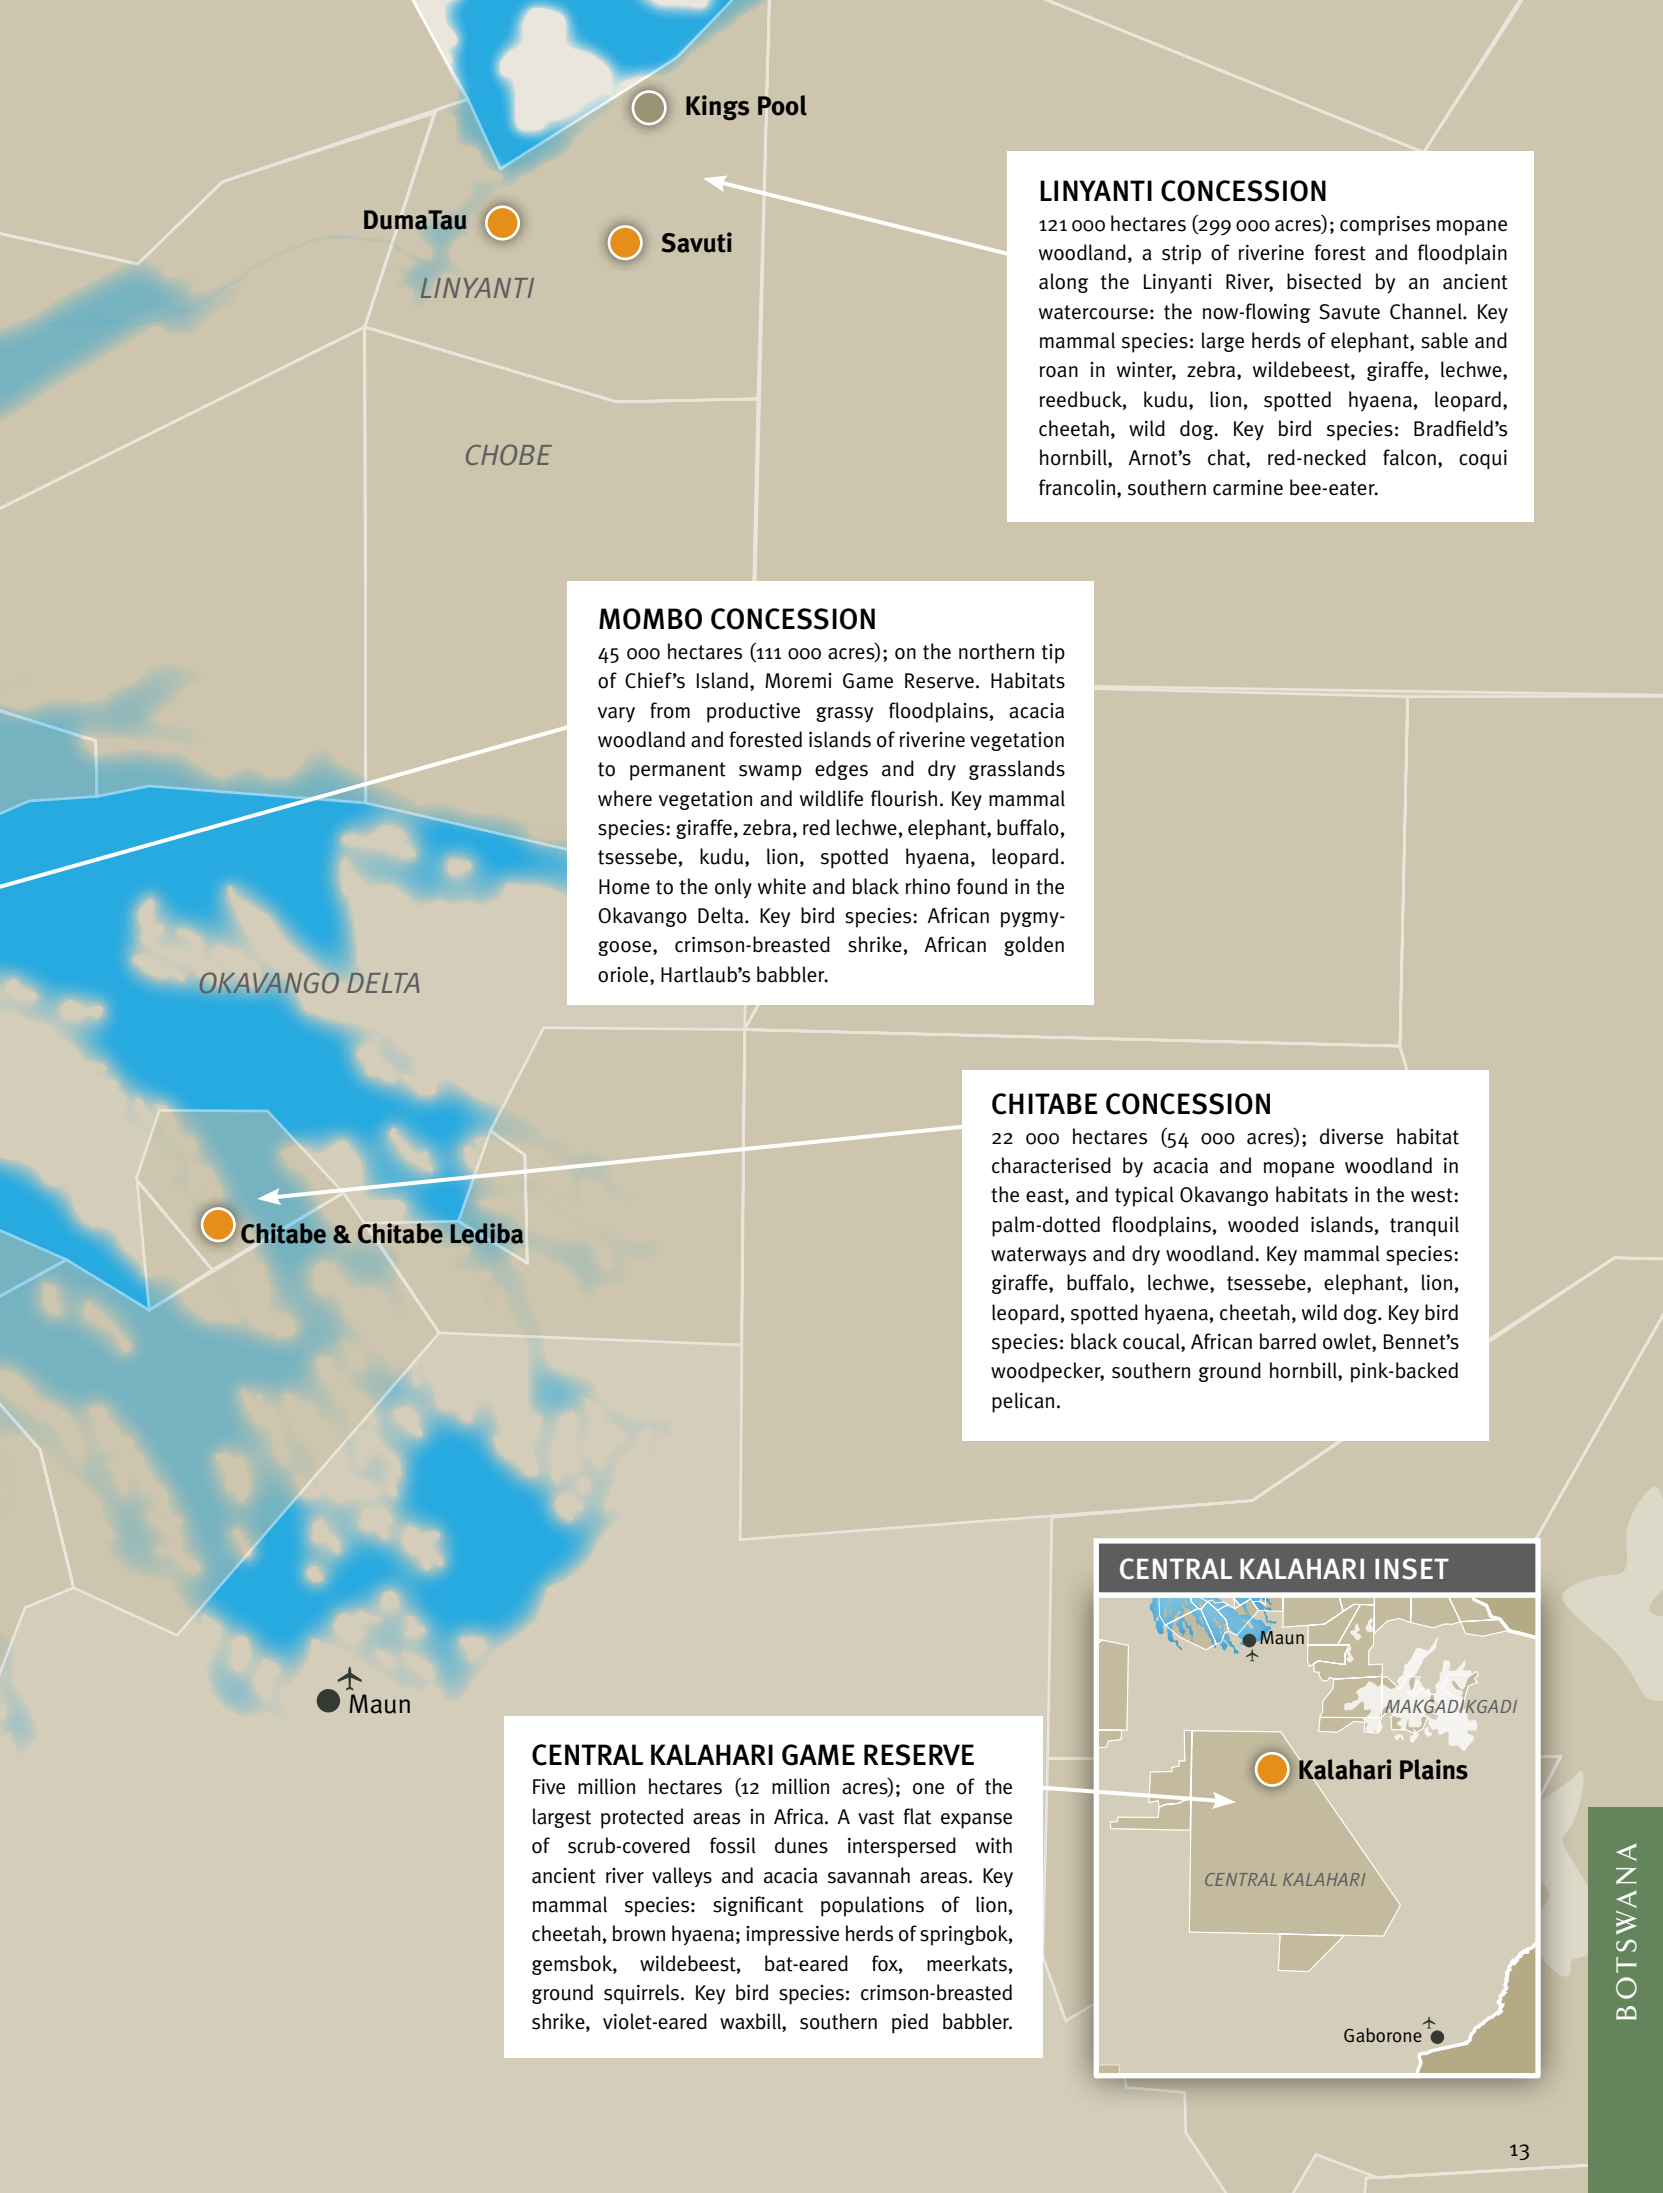 Kings Pool
DumaTau
Savuti
LINYANTI
CHOBE
LINYANTI CONCESSION
121 000 hectares (299 000 acres); comprises mopane
woodland, a strip of riverine forest and floodplain
along the Linyanti River, bisected by an ancient
watercourse: the now-flowing Savute Channel. Key
mammal species: large herds of elephant, sable and
roan in winter, zebra, wildebeest, giraffe, lechwe,
reedbuck, kudu, lion, spotted hyaena, leopard,
cheetah, wild dog. Key bird species: Bradfield’s
hornbill, Arnot’s chat, red-necked falcon, coqui
francolin, southern carmine bee-eater.
MOMBO CONCESSION
45 000 hectares (111 000 acres); on the northern tip
of Chief’s Island, Moremi Game Reserve. Habitats
vary from productive grassy floodplains, acacia
woodland and forested islands of riverine vegetation
to permanent swamp edges and dry grasslands
where vegetation and wildlife flourish. Key mammal
species: giraffe, zebra, red lechwe, elephant, buffalo,
tsessebe, kudu, lion, spotted hyaena, leopard.
Home to the only white and black rhino found in the
Okavango Delta. Key bird species: African pygmy-
goose, crimson-breasted shrike, African golden
oriole, Hartlaub’s babbler.
OKAVANGO DELTA
CHITABE CONCESSION
22 000 hectares (54 000 acres); diverse habitat
characterised by acacia and mopane woodland in
the east, and typical Okavango habitats in the west:
palm-dotted floodplains, wooded islands, tranquil
waterways and dry woodland. Key mammal species:
giraffe, buffalo, lechwe, tsessebe, elephant, lion,
leopard, spotted hyaena, cheetah, wild dog. Key bird
species: black coucal, African barred owlet, Bennet’s
woodpecker, southern ground hornbill, pink-backed
pelican.
Chitabe & Chitabe Lediba
Maun
CENTRAL KALAHARI GAME RESERVE
Five million hectares (12 million acres); one of the
largest protected areas in Africa. A vast flat expanse
of scrub-covered fossil dunes interspersed with
ancient river valleys and acacia savannah areas. Key
mammal species: significant populations of lion,
cheetah, brown hyaena; impressive herds of springbok,
gemsbok, wildebeest, bat-eared fox, meerkats,
ground squirrels. Key bird species: crimson-breasted
shrike, violet-eared waxbill, southern pied babbler.
CENTRAL KALAHARI INSET
Maun
MAKGADIKGADI
Kalahari Plains
CENTRAL KALAHARI
Gaborone
BOTSWANA
13